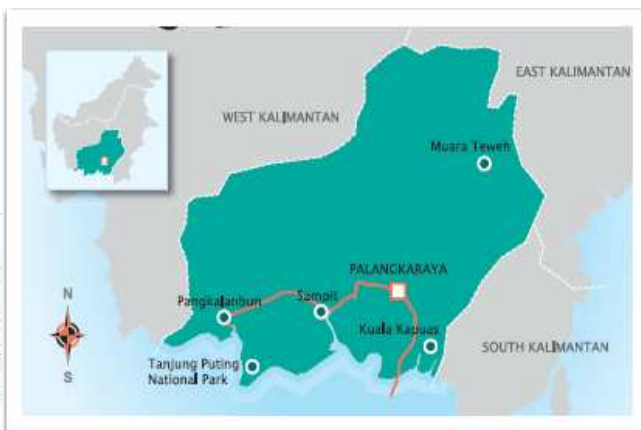 EAST KALIMANTAN
WEST KALIMANTAN
Muara Teweh
PALANGKARAYA
Sampit
Pangkalanbun
N
Kuala Kapuas
SOUTH KALIMANTAN
Tanjung Puting
National Park
S